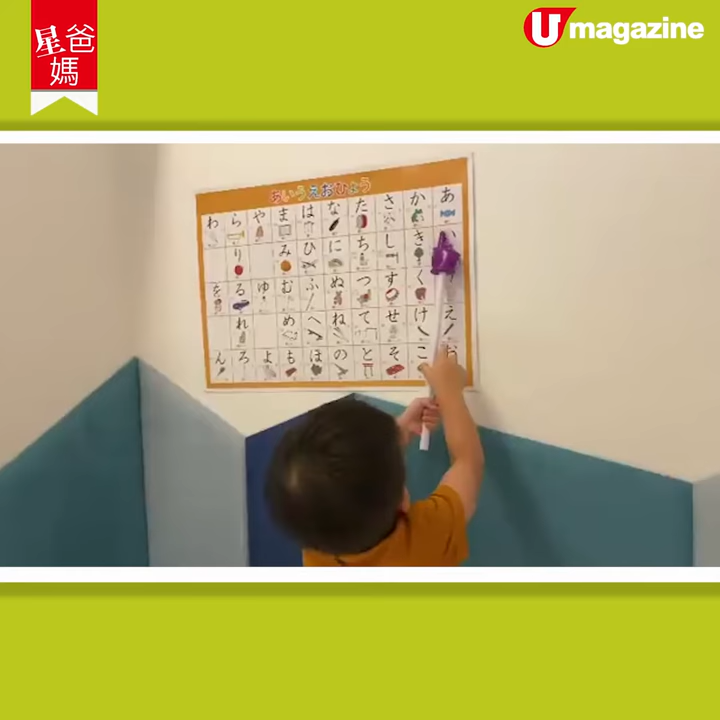 星爸媽
U magazine
あいうえおひょう
あ い え お
か き く け こ
さ し す せ そ
た ち つ て と
な に ぬ ね の
は ひ ふ へ ほ
ま み む め も
や ゆ よ
ら り る れ ろ
わ を ん